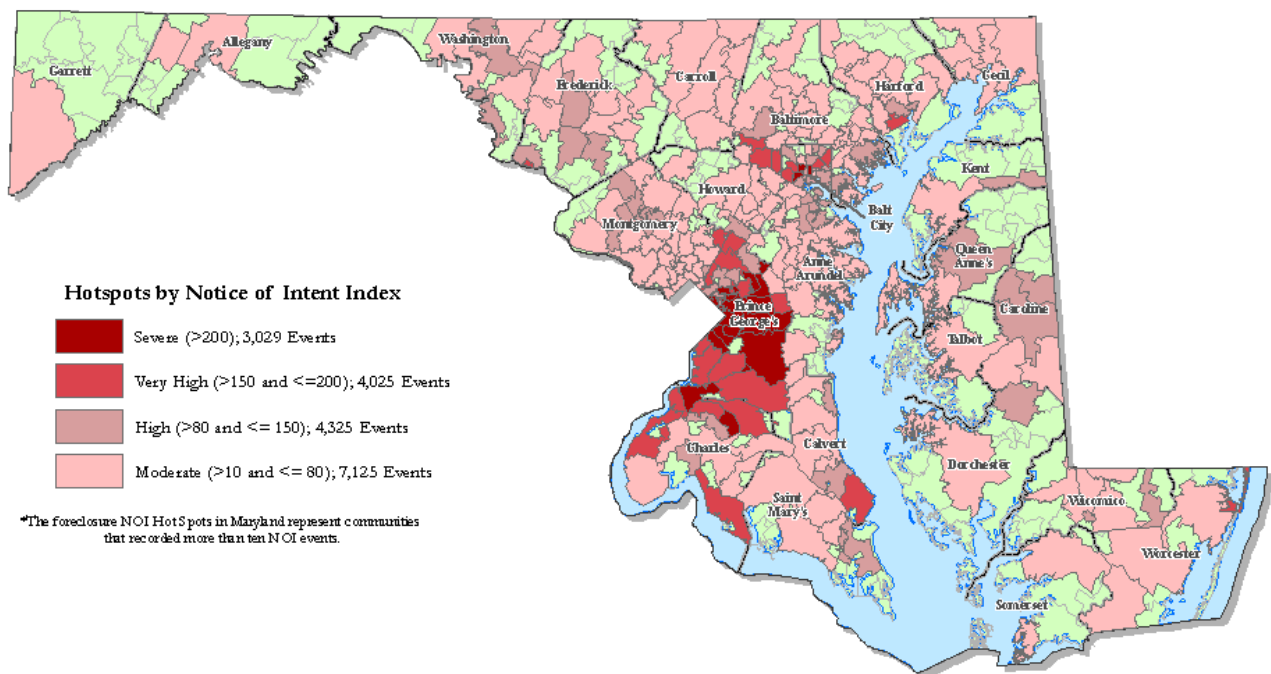 Garrett
Allegany
Washington
Frederick
Carroll
Baltimore
Harford
Cecil
Kent
Howard
Montgomery
Balt
City
Anne
Arundel
Queen
Anne's
Prince
George's
Caroline
Talbot
Charles
Calvert
Dorchester
Saint
Mary's
Wicomico
Worcester
Somerset
Hotspots by Notice of Intent Index
Severe (>200); 3,029 Events
Very High (>150 and <=200); 4,025 Events
High (>80 and <= 150); 4,325 Events
Moderate (>10 and <= 80); 7,125 Events
*The foreclosure NOI Hot Spots in Maryland represent communities
that recorded more than ten NOI events.